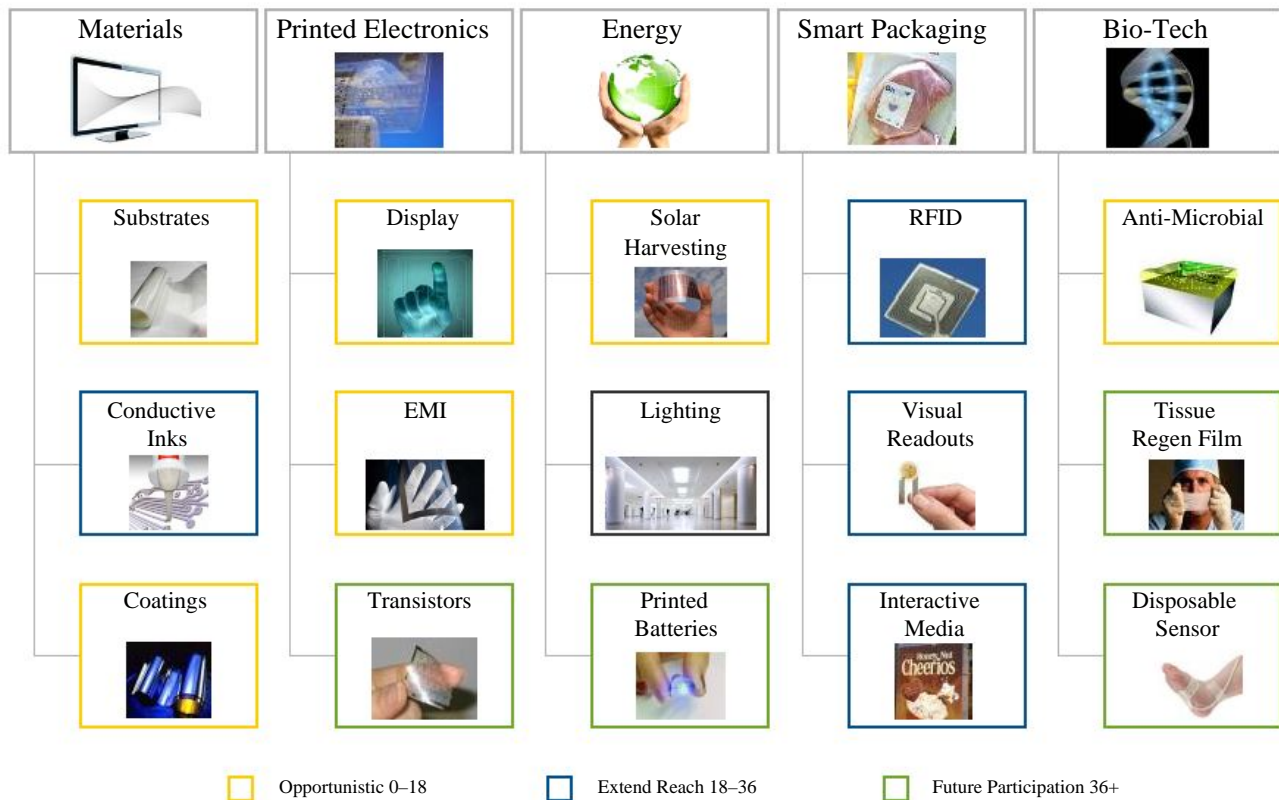 Materials
Printed Electronics
Energy
Smart Packaging
Bio-Tech
Substrates
Display
Solar
Harvesting
RFID
Anti-Microbial
Conductive
Inks
EMI
Lighting
Visual
Readouts
Tissue
Regen Film
Coatings
Transistors
Printed
Batteries
Interactive
Media
Honey Nut
Cheerios
Disposable
Sensor
Opportunistic 0–18
Extend Reach 18–36
Future Participation 36+